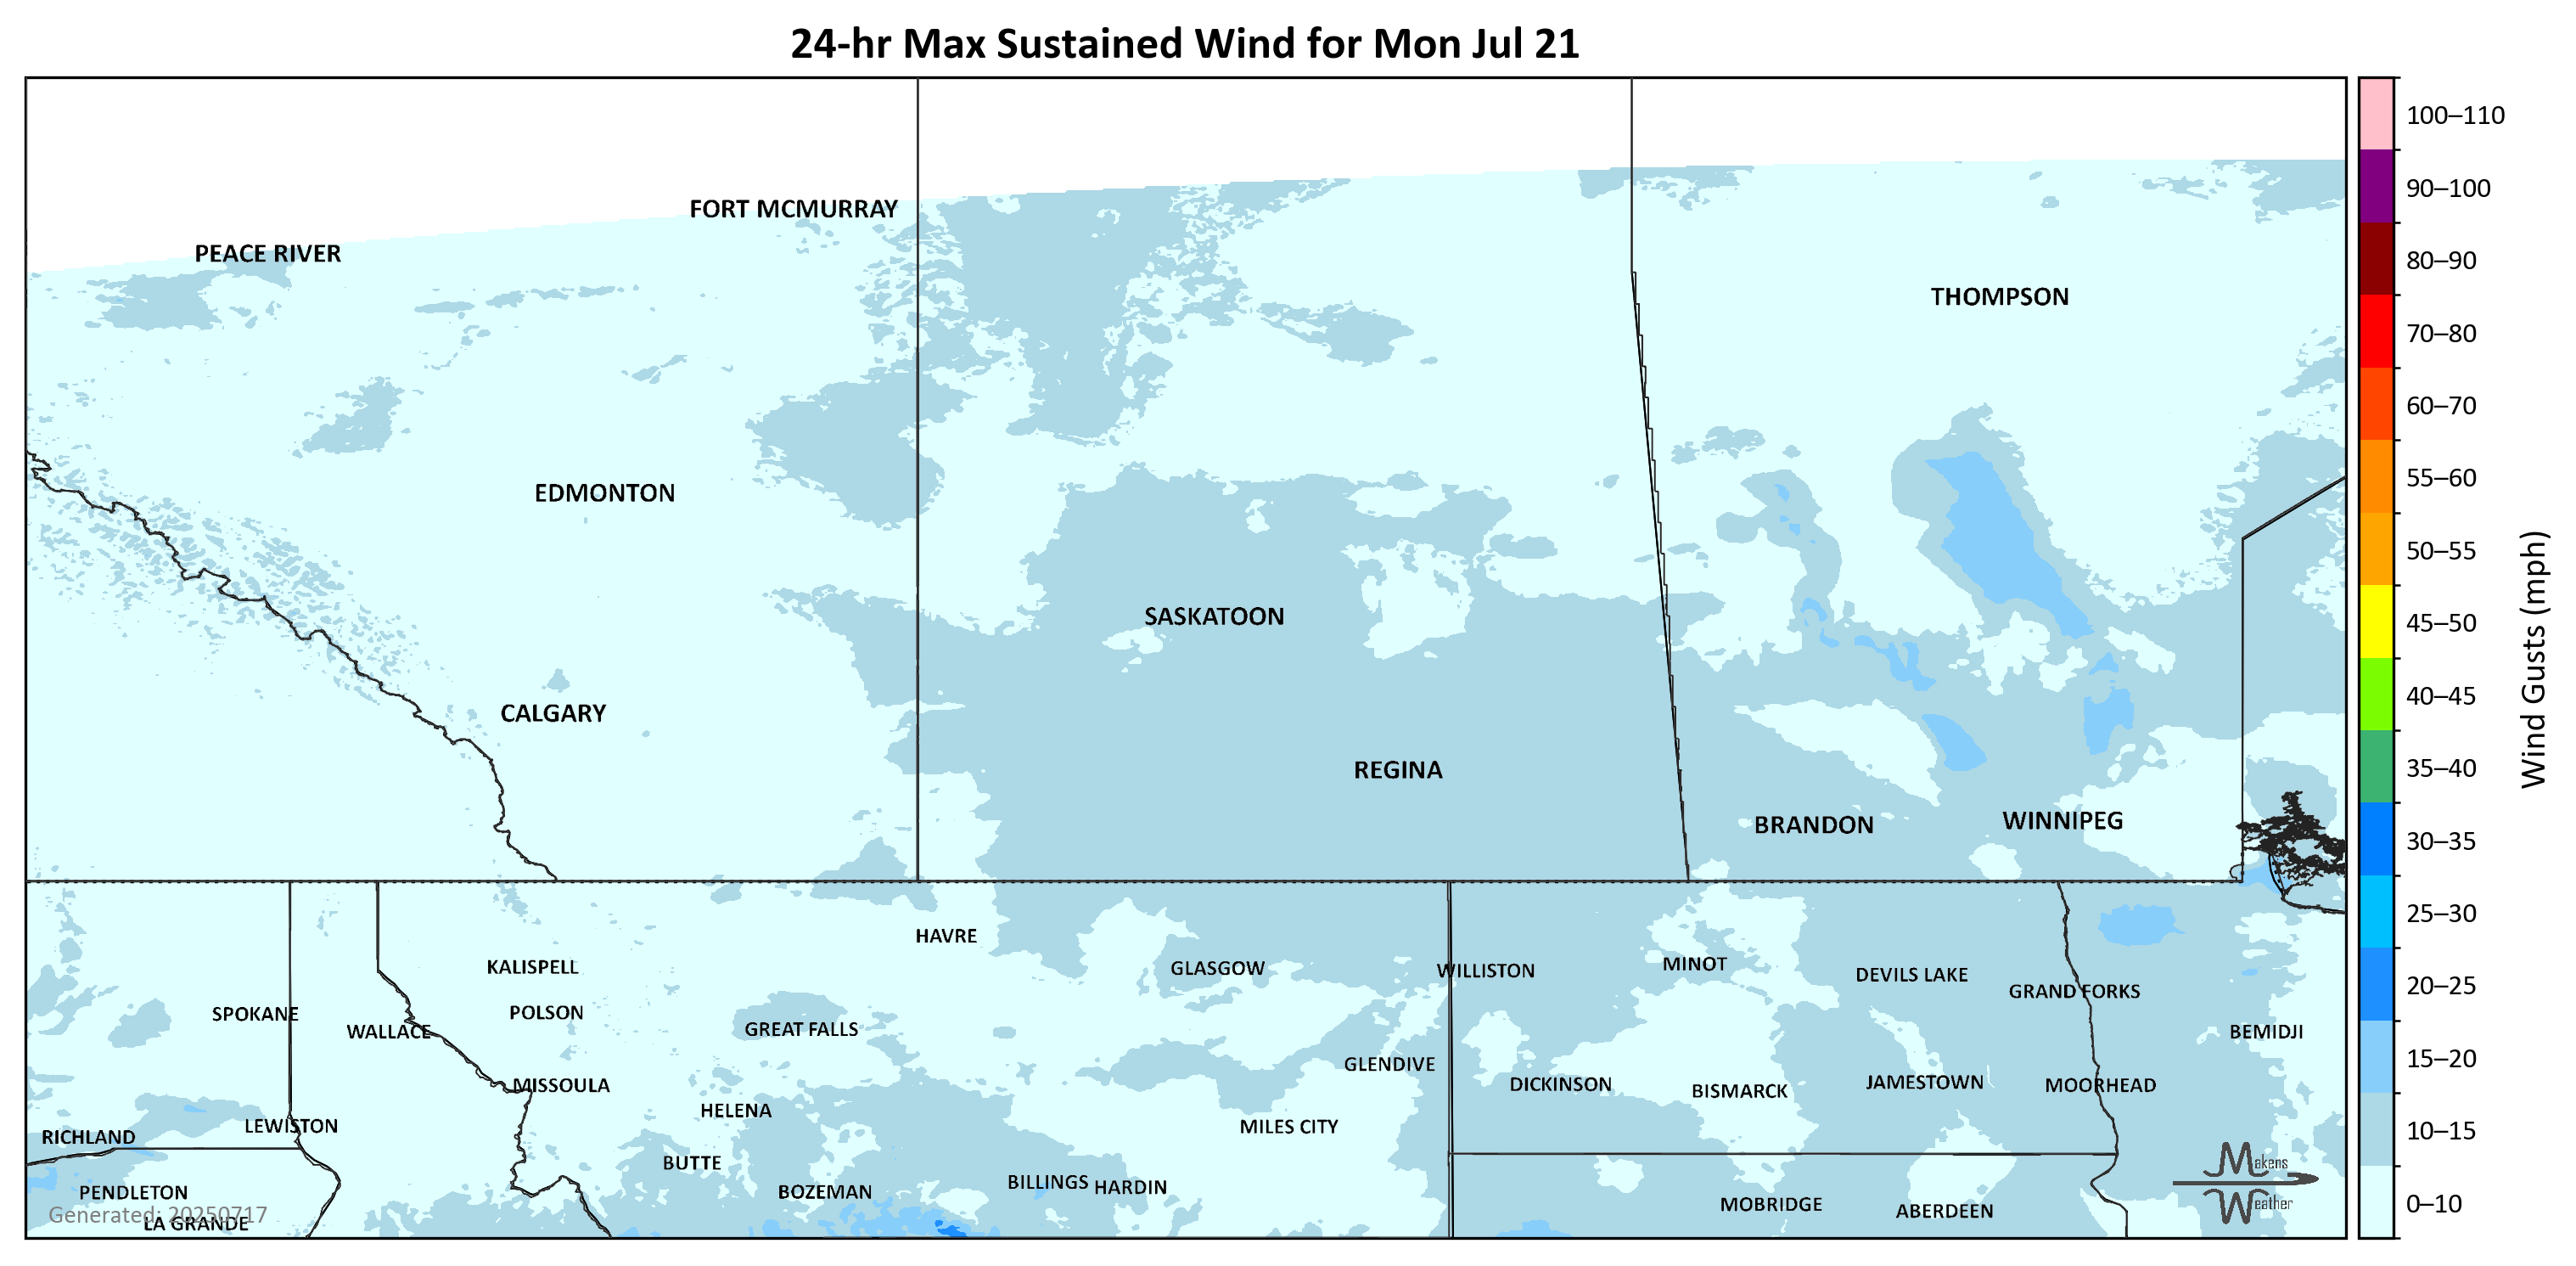 24-hr Max Sustained Wind for Mon Jul 21
100–110
90–100
80–90
70–80
60–70
55–60
50–55
45–50
40–45
35–40
30–35
25–30
20–25
15–20
10–15
0–10
Wind Gusts (mph)
FORT MCMURRAY
PEACE RIVER
THOMPSON
EDMONTON
SASKATOON
CALGARY
REGINA
BRANDON
WINNIPEG
HAVRE
KALISPELL
GLASGOW
WILLISTON
MINOT
DEVILS LAKE
GRAND FORKS
SPOKANE
WALLACE
POLSON
GREAT FALLS
BEMIDJI
GLENDIVE
MISSOULA
DICKINSON
BISMARCK
JAMESTOWN
MOORHEAD
HELENA
LEWISTON
RICHLAND
MILES CITY
BUTTE
BOZEMAN
BILLINGS
HARDIN
PENDLETON
MOBRIDGE
ABERDEEN
Generated: 20250717
LA GRANDE
Makens
Weather